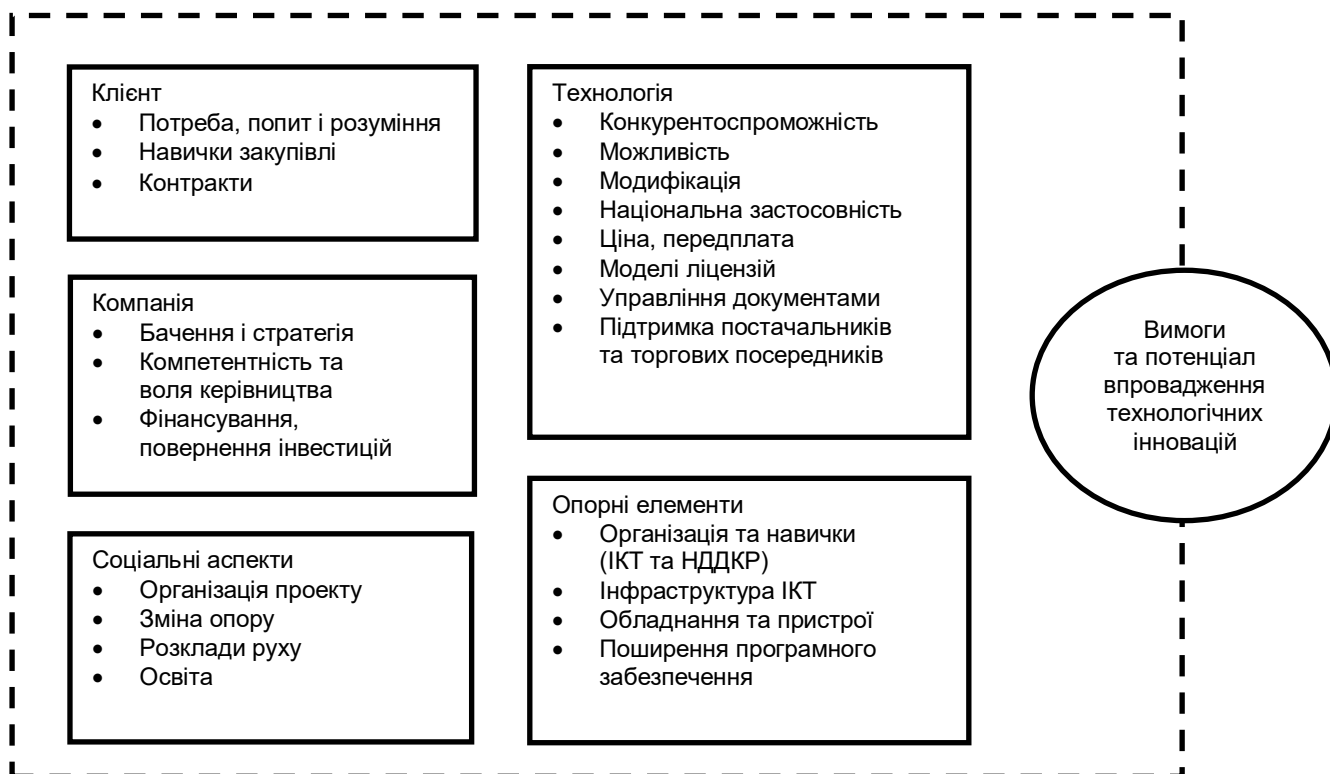 Клієнт
• Потреба, попит і розуміння
• Навички закупівлі
• Контракти
Компанія
• Бачення і стратегія
• Компетентність та
воля керівництва
• Фінансування,
повернення інвестицій
Соціальні аспекти
• Організація проекту
• Зміна опору
• Розклади руху
• Освіта
Технологія
• Конкурентоспроможність
• Можливість
• Модифікація
• Національна застосовність
• Ціна, передплата
• Моделі ліцензій
• Управління документами
• Підтримка постачальників
та торгових посередників
Опорні елементи
• Організація та навички
(ІКТ та НДДКР)
• Інфраструктура ІКТ
• Обладнання та пристрої
• Поширення програмного
забезпечення
Вимоги
та потенціал
впровадження
технологічних
інновацій